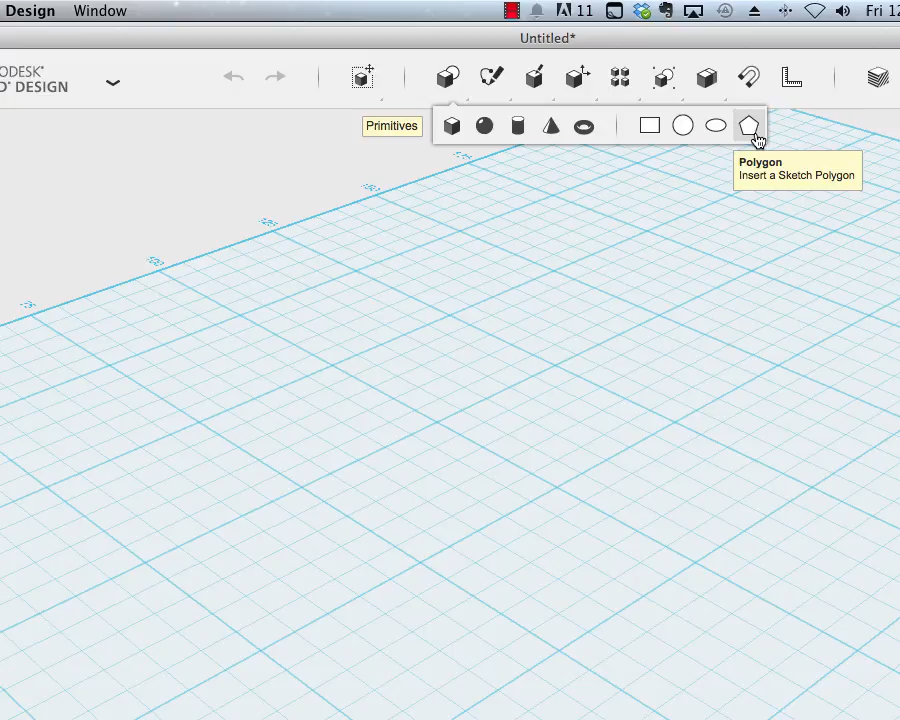 Design Window 11 Fri 12
Untitled*
ODESK®
D® DESIGN
Primitives
Polygon
Insert a Sketch Polygon